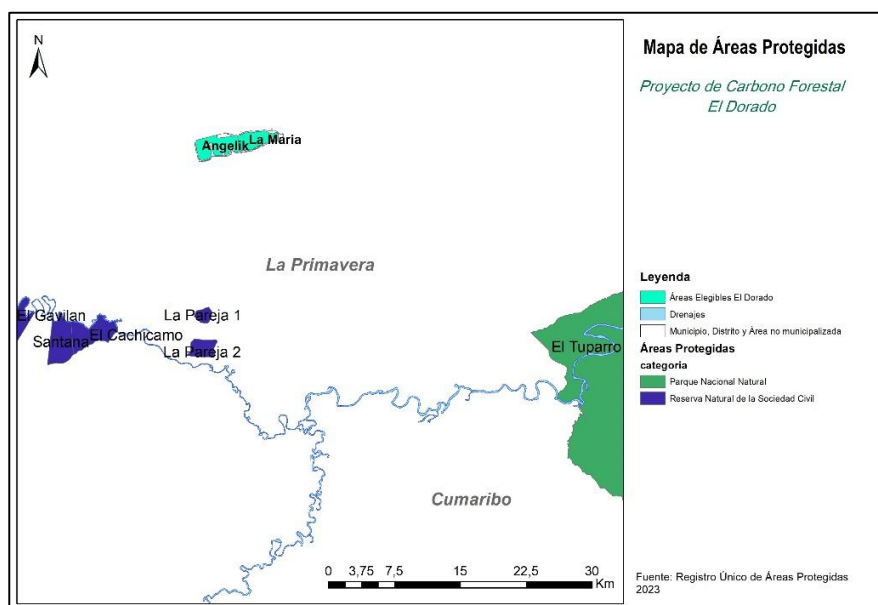 N
Angelik
La Maria
La Primavera
El Gavilan
Santana
El Cachicamo
La Pareja 1
La Pareja 2
El Tuparro
Cumaribo
0 3,75 7,5 15 22,5 30
Km
Mapa de Áreas Protegidas
Proyecto de Carbono Forestal
El Dorado
Leyenda
Áreas Elegibles El Dorado
Drenajes
Municipio, Distrito y Área no municipalizada
Áreas Protegidas
categoria
Parque Nacional Natural
Reserva Natural de la Sociedad Civil
Fuente: Registro Único de Áreas Protegidas
2023